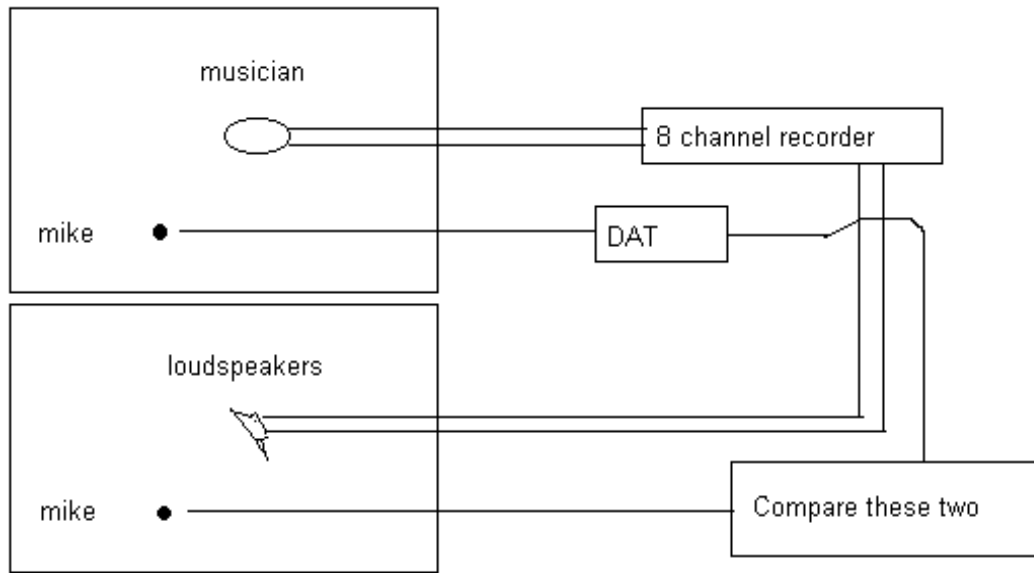 musician
8 channel recorder
mike
DAT
loudspeakers
mike
Compare these two